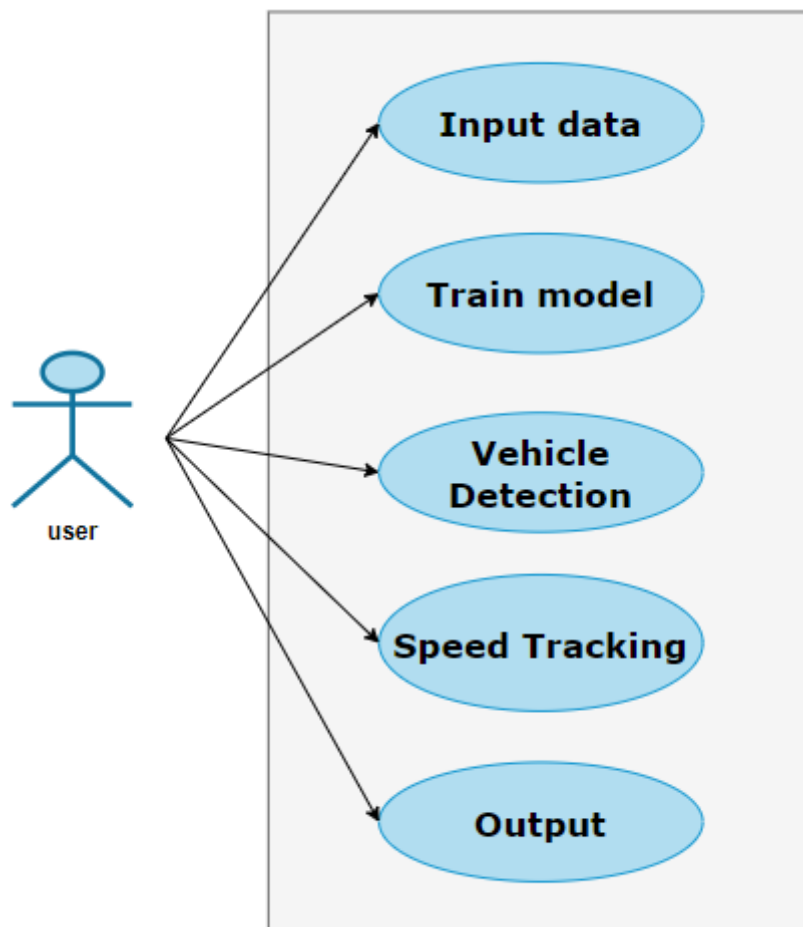 Input data
Train model
Vehicle
Detection
user
Speed Tracking
Output